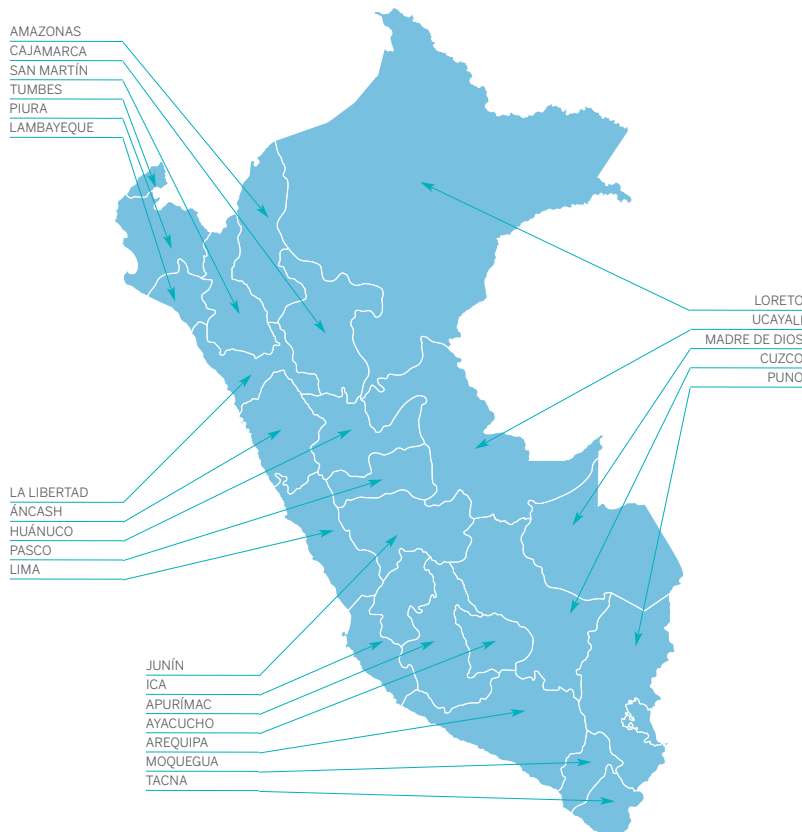 AMAZONAS
CAJAMARCA
SAN MARTÍN
TUMBES
PIURA
LAMBAYEQUE
LORETO
UCAYALI
MADRE DE DIOS
CUZCO
PUNO
LA LIBERTAD
ÁNCASH
HUÁNUCO
PASCO
LIMA
JUNÍN
ICA
APURÍMAC
AYACUCHO
AREQUIPA
MOQUEGUA
TACNA